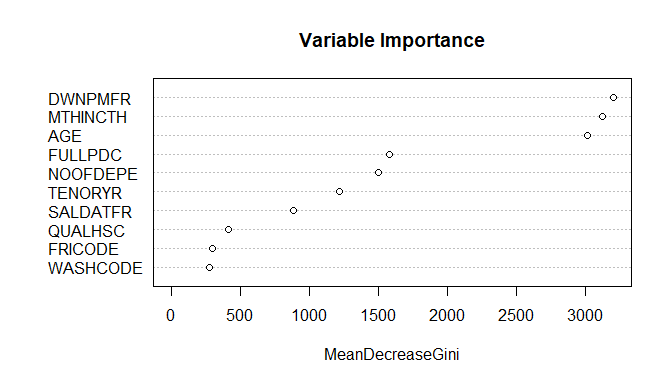 Variable Importance
DWNPMFR
MTHINCTH
AGE
FULLPDC
NOOFDEPE
TENORYR
SALDATFR
QUALHSC
FRICODE
WASHCODE
0 500 1000 1500 2000 2500 3000
MeanDecreaseGini